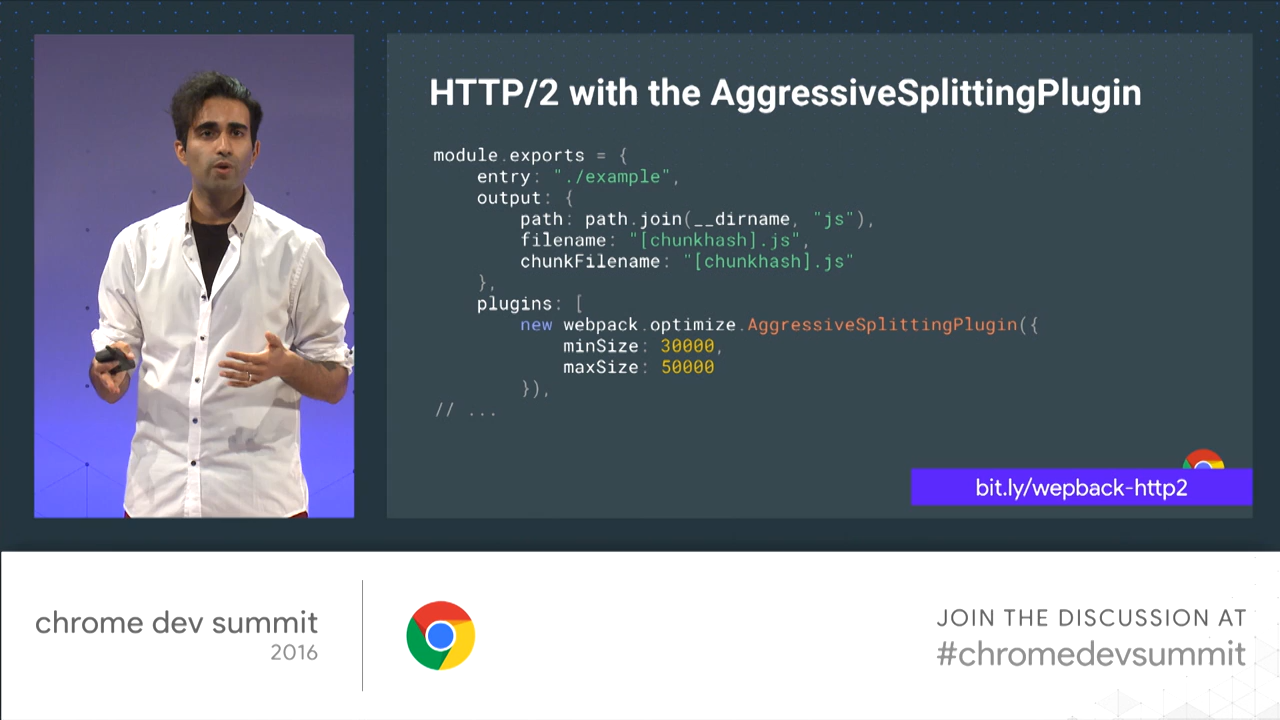 HTTP/2 with the AggressiveSplittingPlugin
module.exports = {
    entry: "./example",
    output: {
        path: path.join(__dirname, "js"),
        filename: "[chunkhash].js",
        chunkFilename: "[chunkhash].js"
    },
    plugins: [
        new webpack.optimize.AggressiveSplittingPlugin({
            minSize: 30000,
            maxSize: 50000
        }),
// ...
bit.ly/wepback-http2
chrome dev summit
2016
JOIN THE DISCUSSION AT
#chromedevsummit